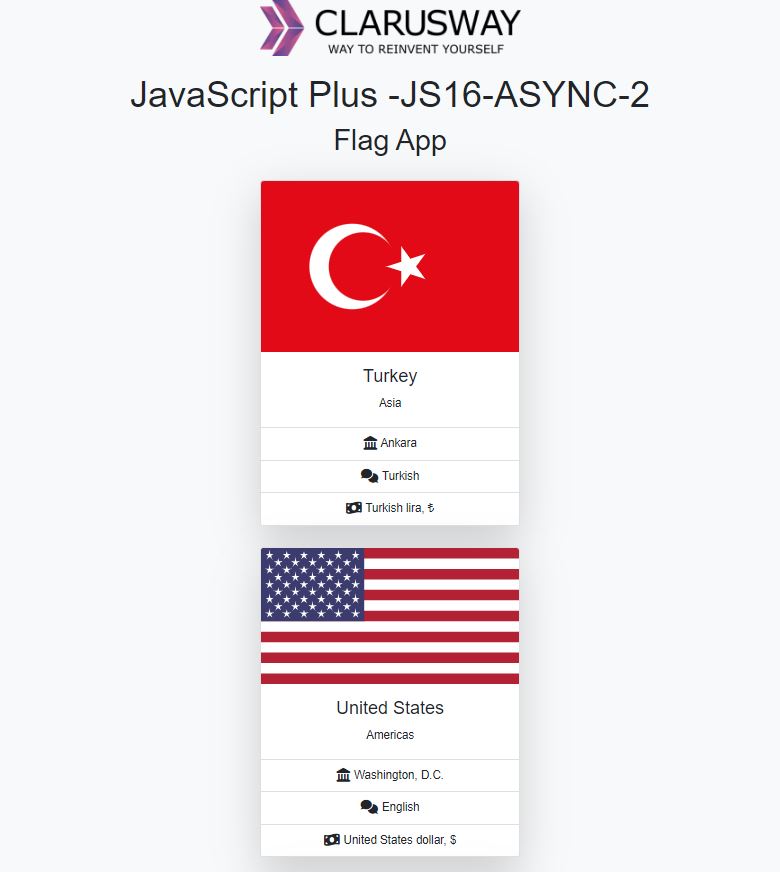 CLARUSWAY
WAY TO REINVENT YOURSELF
JavaScript Plus -JS16-ASYNC-2
Flag App
Turkey
Asia
Ankara
Turkish
Turkish lira, ₺
United States
Americas
Washington, D.C.
English
United States dollar, $